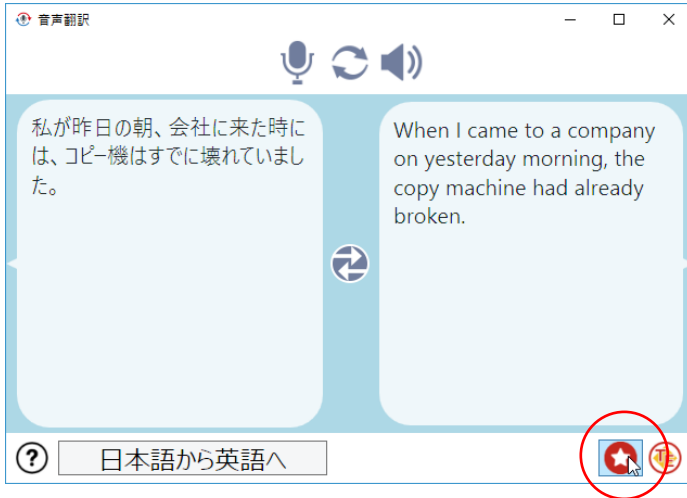 音声翻訳
私が昨日の朝、会社に来た時に
は、コピー機はすでに壊れていまし
た。
When I came to a company
on yesterday morning, the
copy machine had already
broken.
?
日本語から英語へ
TE